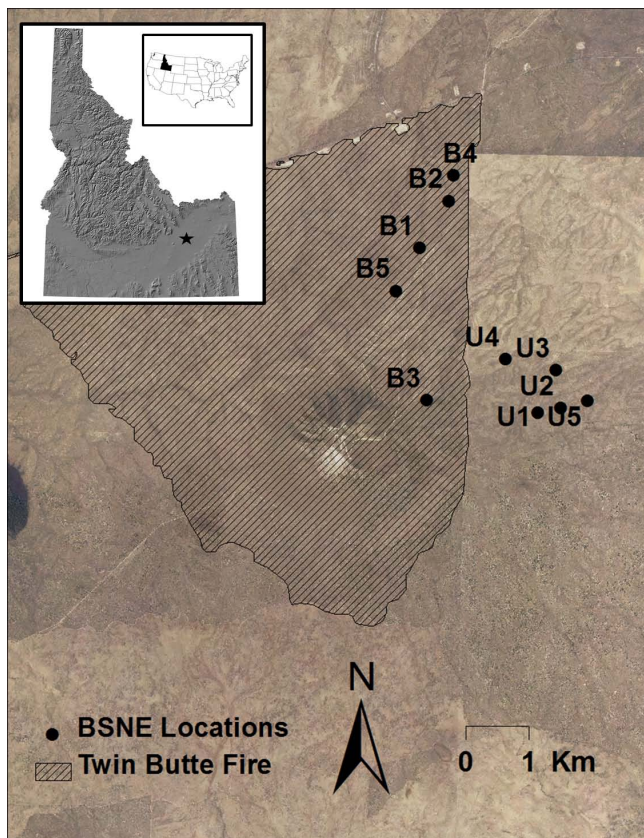 B4
B2
B1
B5
U4
U3
B3
U2
U1
U5
N
BSNE Locations
Twin Butte Fire
0 1 Km